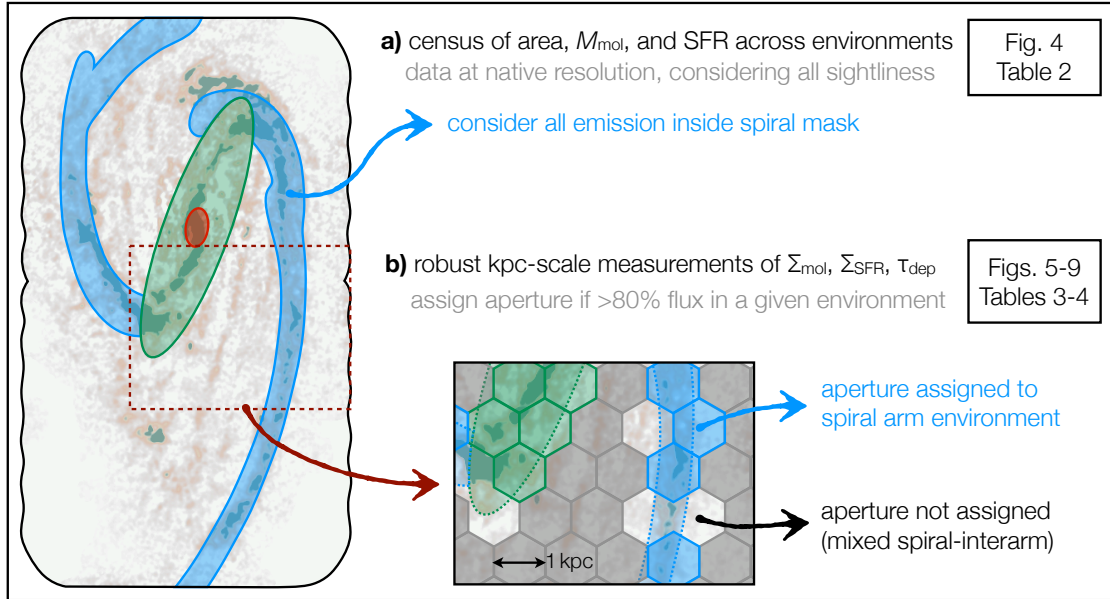 a) census of area, Mmol, and SFR across environments
data at native resolution, considering all sightliness
Fig. 4
Table 2
consider all emission inside spiral mask
b) robust kpc-scale measurements of Σmol, ΣSFR, τdep
assign aperture if >80% flux in a given environment
Figs. 5-9
Tables 3-4
aperture assigned to
spiral arm environment
aperture not assigned
(mixed spiral-interarm)
1 kpc